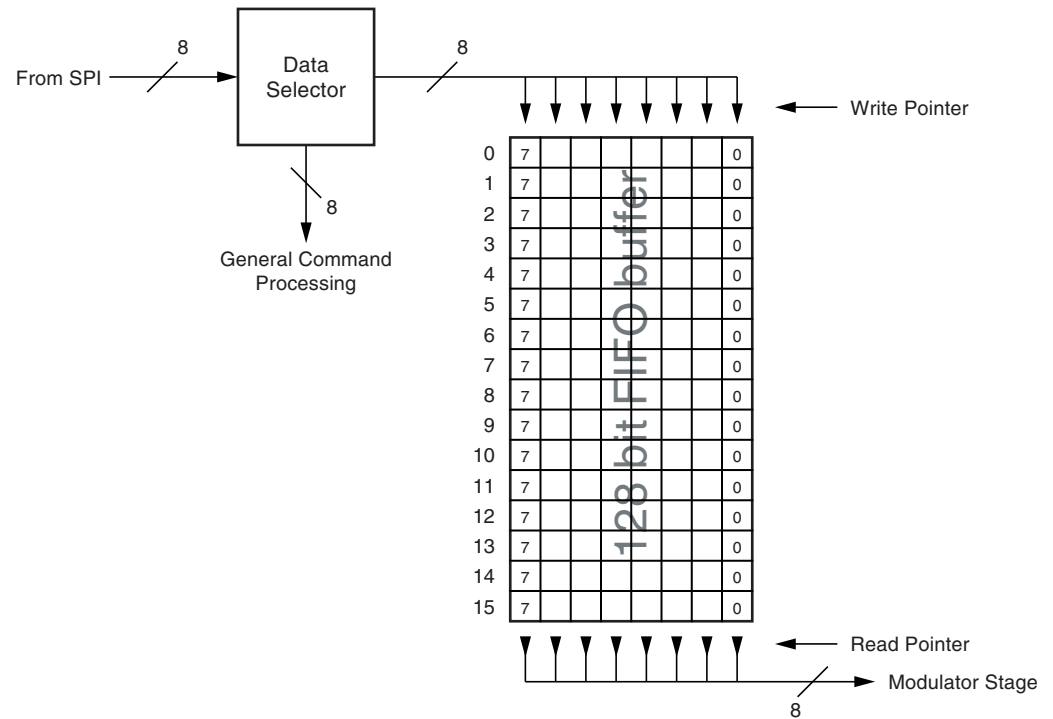 8
8
From SPI
Data
Selector
Write Pointer
0 7 0
1 7 0
8
2 7 0
3 7 0
General Command
Processing
4 7 0
5 7 0
6 7 0
7 7 0
8 7 0
9 7 0
10 7 0
11 7 0
12 7 0
13 7 0
14 7 0
15 7 0
128 bit FIFO buffer
Read Pointer
Modulator Stage
8